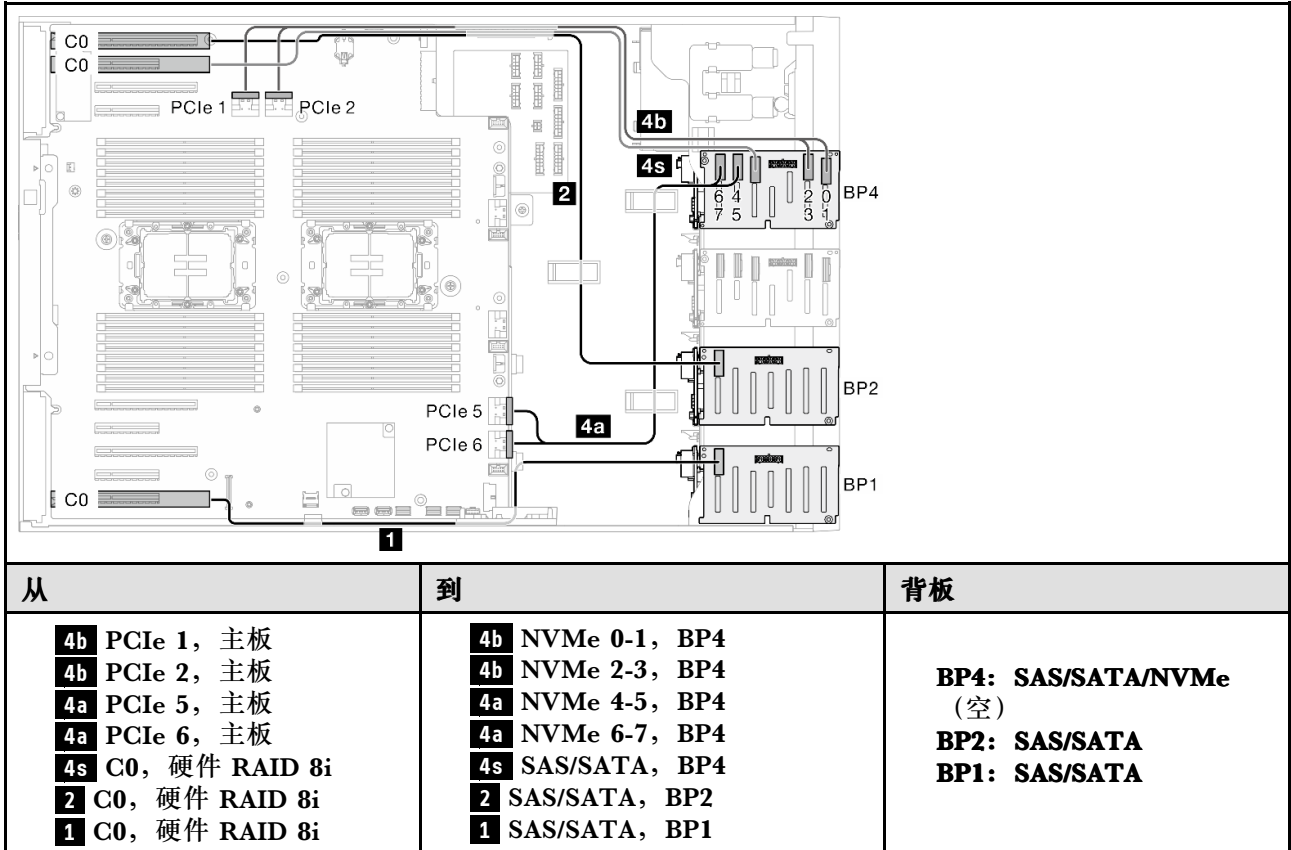 C0
C0
PCIe 1
PCIe 2
4b
4s
2
6 4 2 0
7 5 3 1
BP4
BP2
PCIe 5
4a
PCIe 6
BP1
C0
1
从
到
背板
4b PCIe 1，主板
4b PCIe 2，主板
4a PCIe 5，主板
4a PCIe 6，主板
4s C0，硬件 RAID 8i
2 C0，硬件 RAID 8i
1 C0，硬件 RAID 8i
4b NVMe 0-1，BP4
4b NVMe 2-3，BP4
4a NVMe 4-5，BP4
4a NVMe 6-7，BP4
4s SAS/SATA，BP4
2 SAS/SATA，BP2
1 SAS/SATA，BP1
BP4：SAS/SATA/NVMe
（空）
BP2：SAS/SATA
BP1：SAS/SATA